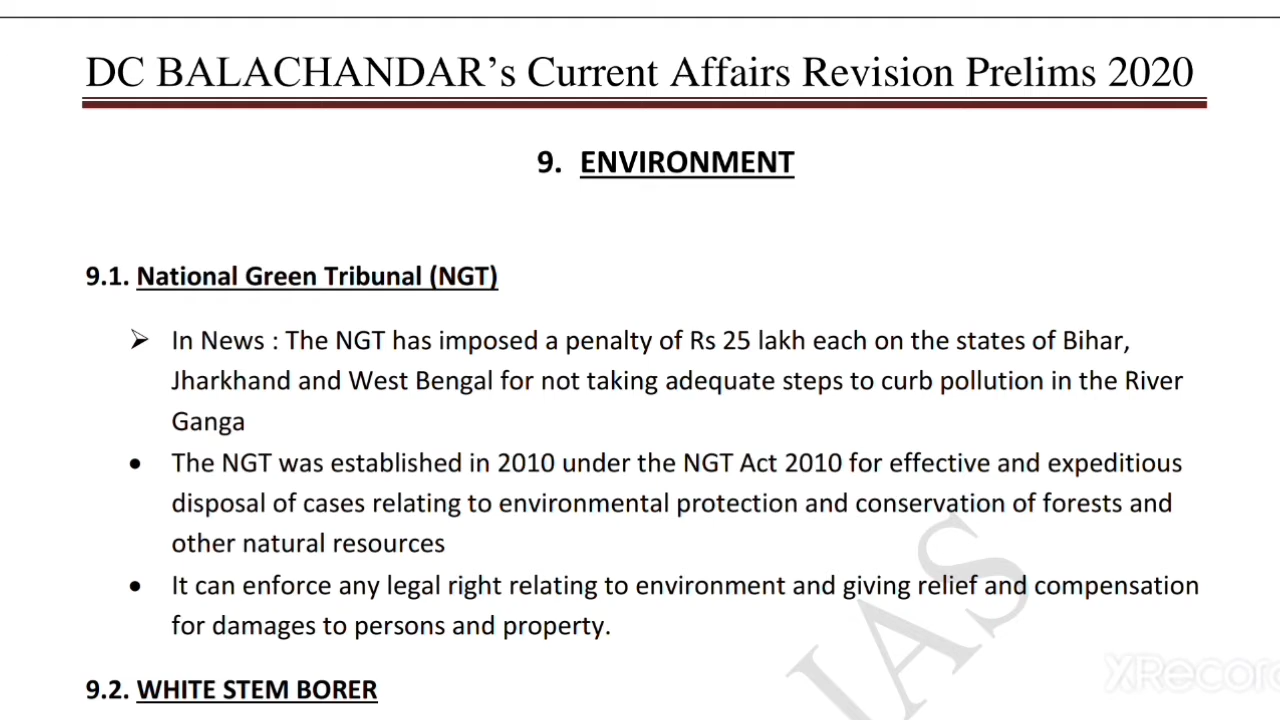 DC BALACHANDAR's Current Affairs Revision Prelims 2020
9. ENVIRONMENT
9.1. National Green Tribunal (NGT)
➢ In News : The NGT has imposed a penalty of Rs 25 lakh each on the states of Bihar,
Jharkhand and West Bengal for not taking adequate steps to curb pollution in the River
Ganga
• The NGT was established in 2010 under the NGT Act 2010 for effective and expeditious
disposal of cases relating to environmental protection and conservation of forests and
other natural resources
• It can enforce any legal right relating to environment and giving relief and compensation
for damages to persons and property.
IAS
XRecord
9.2. WHITE STEM BORER